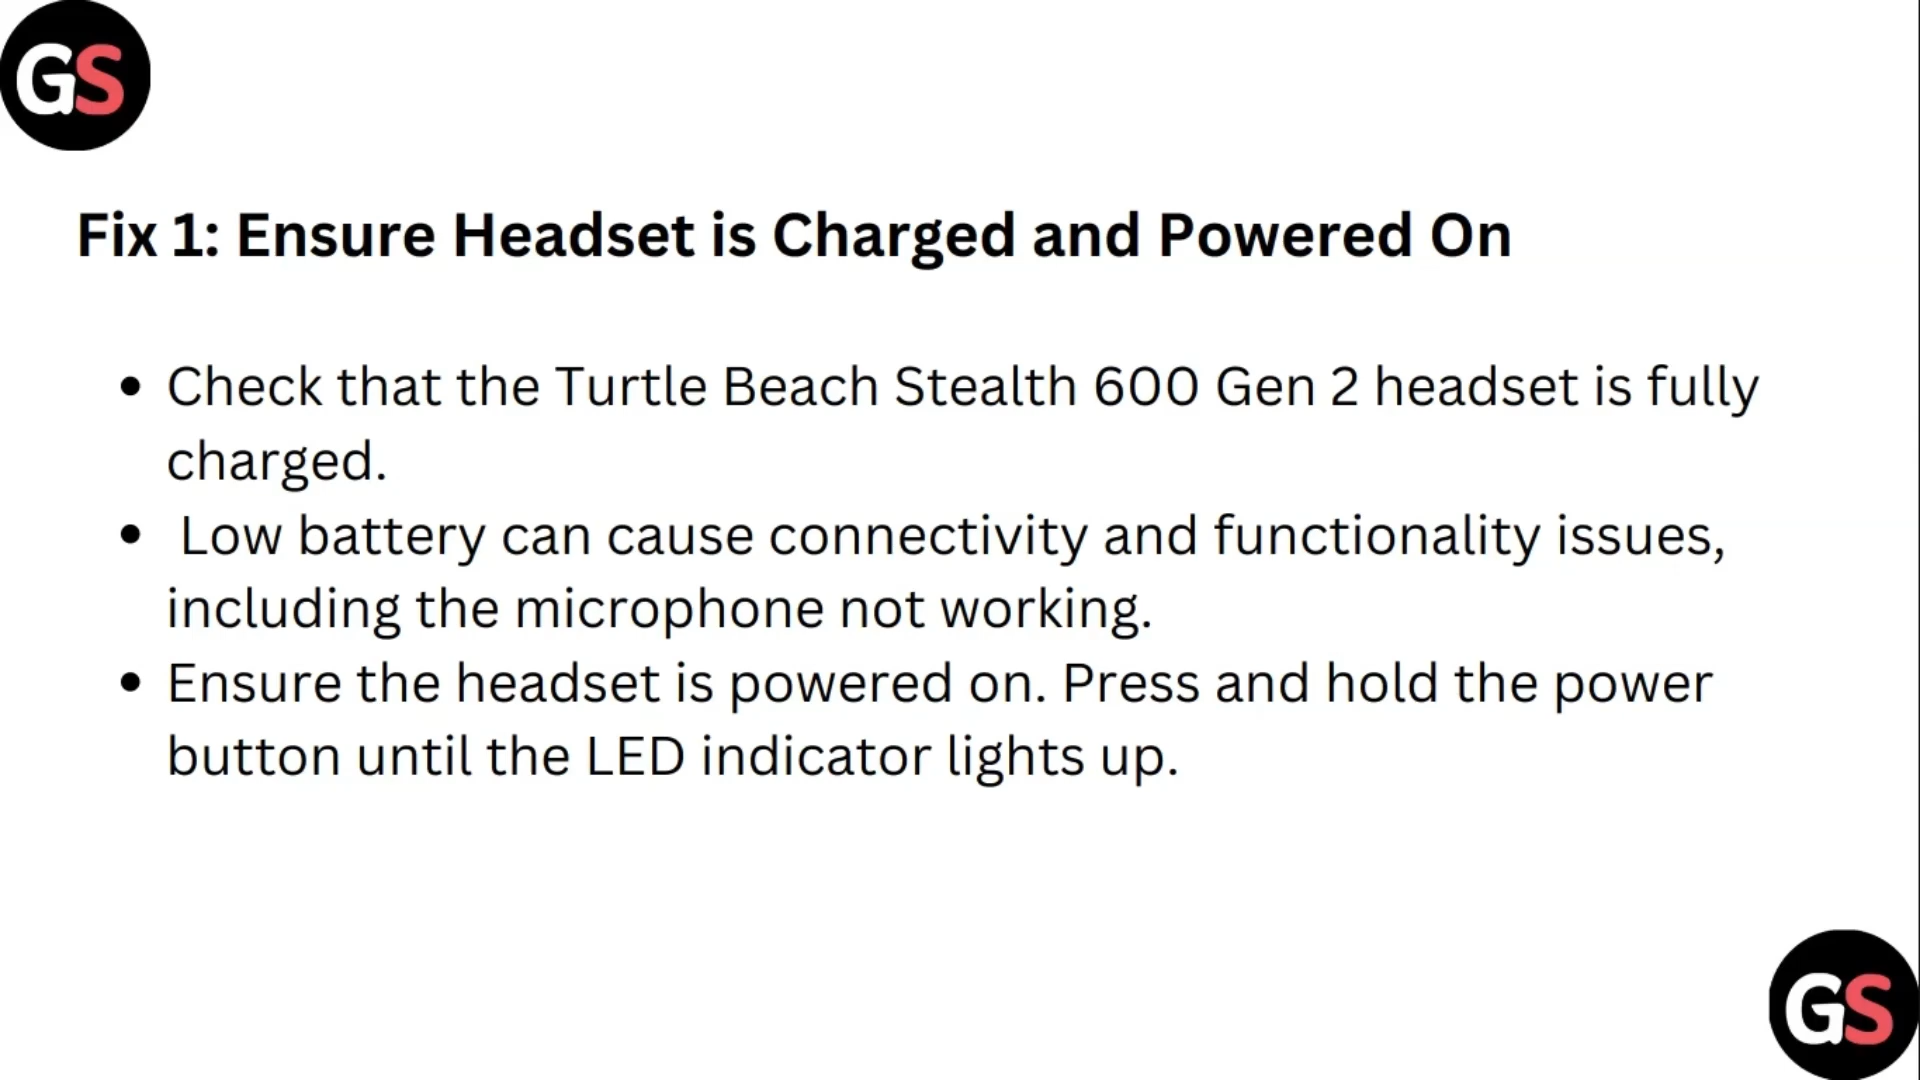 GS
Fix 1: Ensure Headset is Charged and Powered On
• Check that the Turtle Beach Stealth 600 Gen 2 headset is fully
charged.
• Low battery can cause connectivity and functionality issues,
including the microphone not working.
• Ensure the headset is powered on. Press and hold the power
button until the LED indicator lights up.
GS